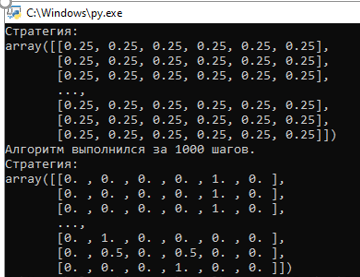 C:\Windows\py.exe
Стратегия:
array([[0.25, 0.25, 0.25, 0.25, 0.25, 0.25],
[0.25, 0.25, 0.25, 0.25, 0.25, 0.25],
[0.25, 0.25, 0.25, 0.25, 0.25, 0.25],
...,
[0.25, 0.25, 0.25, 0.25, 0.25, 0.25],
[0.25, 0.25, 0.25, 0.25, 0.25, 0.25],
[0.25, 0.25, 0.25, 0.25, 0.25, 0.25]])
Алгоритм выполнился за 1000 шагов.
Стратегия:
array([[0. , 0. , 0. , 0. , 1. , 0. ],
[0. , 0. , 0. , 0. , 1. , 0. ],
[0. , 0. , 0. , 0. , 1. , 0. ],
...,
[0. , 1. , 0. , 0. , 0. , 0. ],
[0. , 0.5, 0. , 0.5, 0. , 0. ],
[0. , 0. , 0. , 1. , 0. , 0. ]])